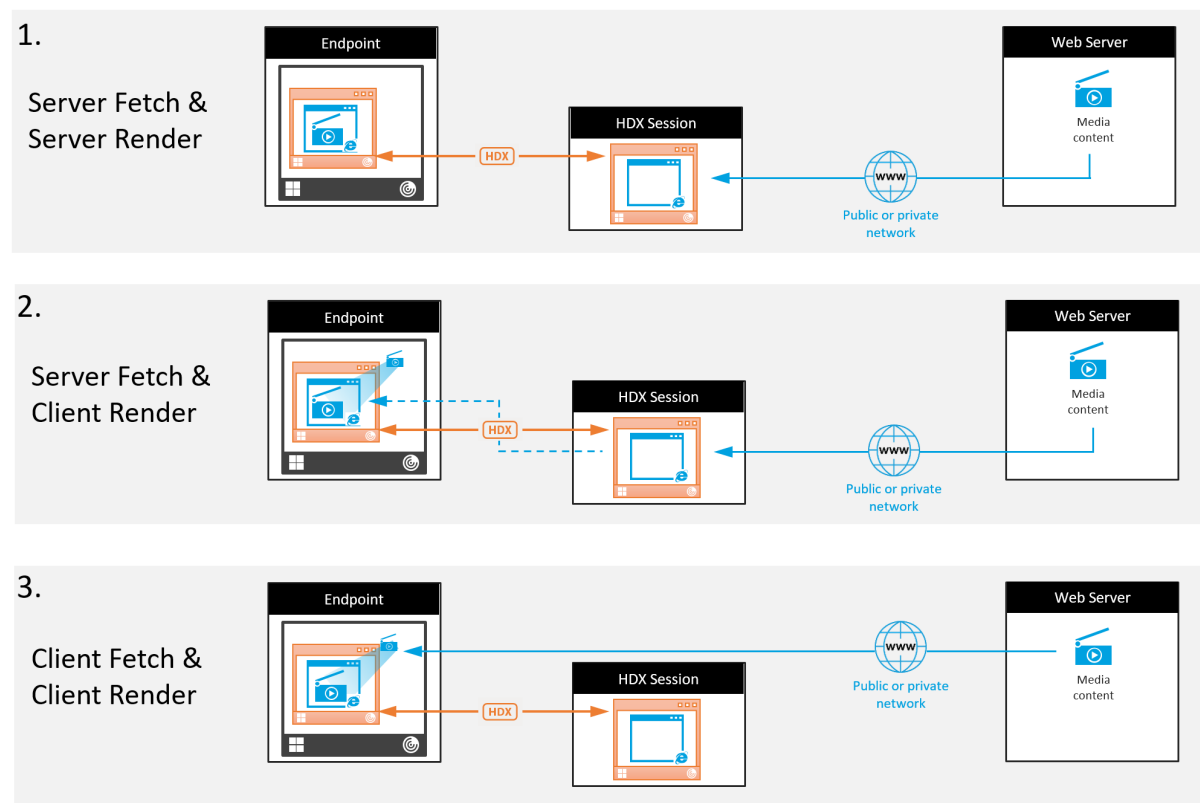 1.
Server Fetch &
Server Render
Endpoint
HDX
HDX Session
www
Public or private
network
Web Server
Media
content
2.
Server Fetch &
Client Render
Endpoint
HDX
HDX Session
www
Public or private
network
Web Server
Media
content
3.
Client Fetch &
Client Render
Endpoint
HDX
HDX Session
www
Public or private
network
Web Server
Media
content